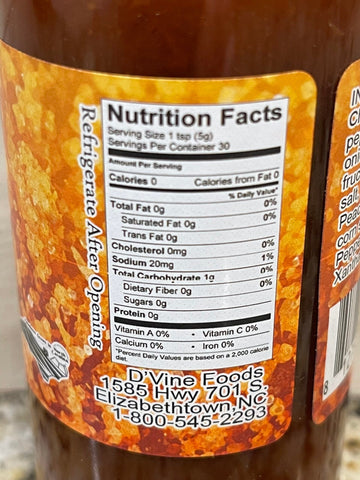 Refrigerate After Opening
Nutrition Facts
Serving Size 1 tsp (5g)
Servings Per Container 30
Amount Per Serving
Calories 0 Calories from Fat 0
% Daily Value*
Total Fat 0g 0%
Saturated Fat 0g 0%
Trans Fat 0g
Cholesterol 0mg 0%
Sodium 20mg 1%
Total Carbohydrate 1g 0%
Dietary Fiber 0g 0%
Sugars 0g
Protein 0g
Vitamin A 0% • Vitamin C 0%
Calcium 0% • Iron 0%
*Percent Daily Values are based on a 2,000 calorie
diet.
D'Vine Foods
1585 Hwy 701 S.
Elizabethtown, NC
1-800-545-2293